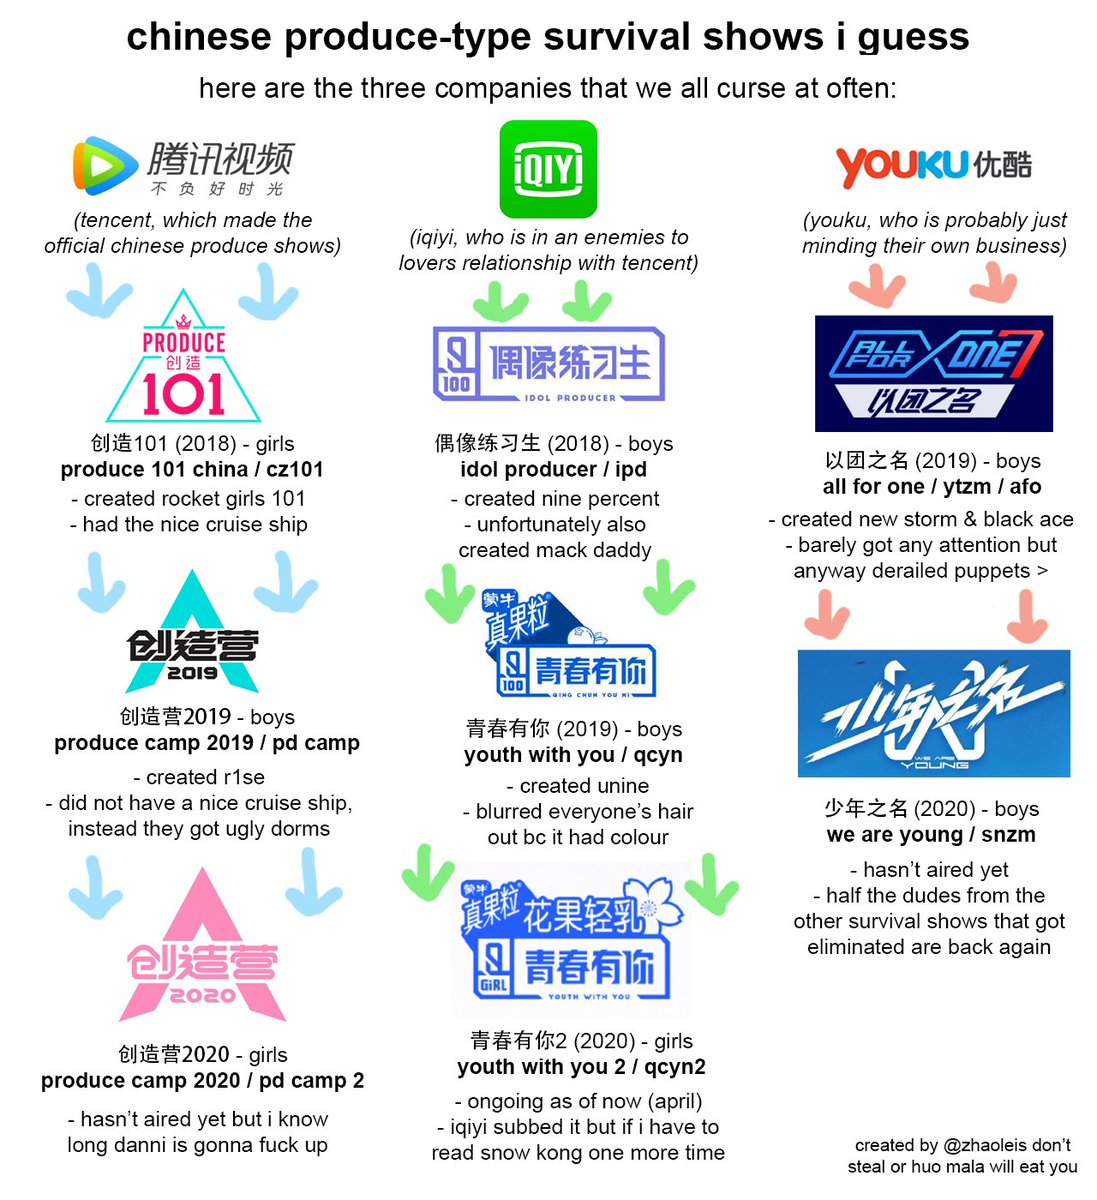 chinese produce-type survival shows i guess
here are the three companies that we all curse at often:
腾讯视频
不负好时光
(tencent, which made the
official chinese produce shows)
PRODUCE
创造
101
创造101 (2018) - girls
produce 101 china / cz101
- created rocket girls 101
- had the nice cruise ship
创造营
2019
创造营2019 - boys
produce camp 2019 / pd camp
- created r1se
- did not have a nice cruise ship,
instead they got ugly dorms
创造营
2020
创造营2020 - girls
produce camp 2020 / pd camp 2
- hasn't aired yet but i know
long danni is gonna fuck up
iQIYI
(iqiyi, who is in an enemies to
lovers relationship with tencent)
100
偶像练习生
IDOL PRODUCER
偶像练习生 (2018) - boys
idol producer / ipd
- created nine percent
- unfortunately also
created mack daddy
蒙牛
真果粒
100
青春有你
QING CHUN YOU NI
青春有你 (2019) - boys
youth with you / qcyn
- created unine
- blurred everyone's hair
out bc it had colour
蒙牛
真果粒
花果轻乳
GiRL
青春有你
YOUTH WITH YOU
青春有你2 (2020) - girls
youth with you 2 / qcyn2
- ongoing as of now (april)
- iqiyi subbed it but if i have to
read snow kong one more time
YOUKU 优酷
(youku, who is probably just
minding their own business)
ALL FOR ONE 7
以团之名
以团之名 (2019) - boys
all for one / ytzm / afo
- created new storm & black ace
- barely got any attention but
anyway derailed puppets >
少年之名
WE ARE
YOUNG
少年之名 (2020) - boys
we are young / snzm
- hasn't aired yet
- half the dudes from the
other survival shows that got
eliminated are back again
created by @zhaoleis don't
steal or huo mala will eat you